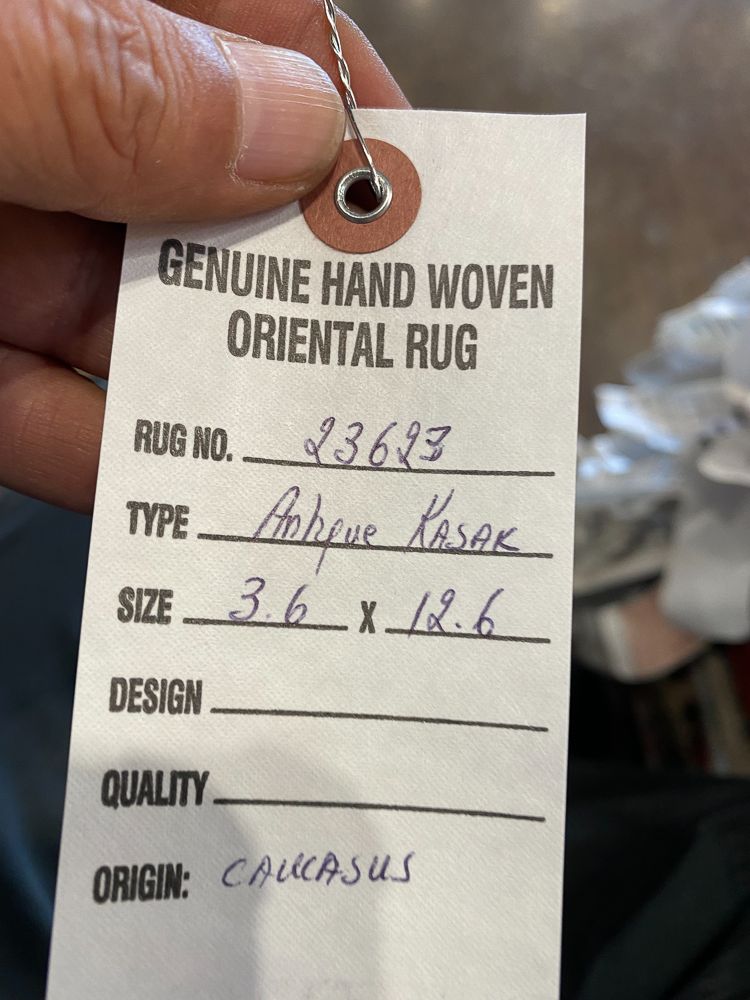 GENUINE HAND WOVEN
ORIENTAL RUG
RUG NO. 23623
TYPE Antique KASAK
SIZE 3.6 X 12.6
DESIGN
QUALITY
ORIGIN: CAUCASUS